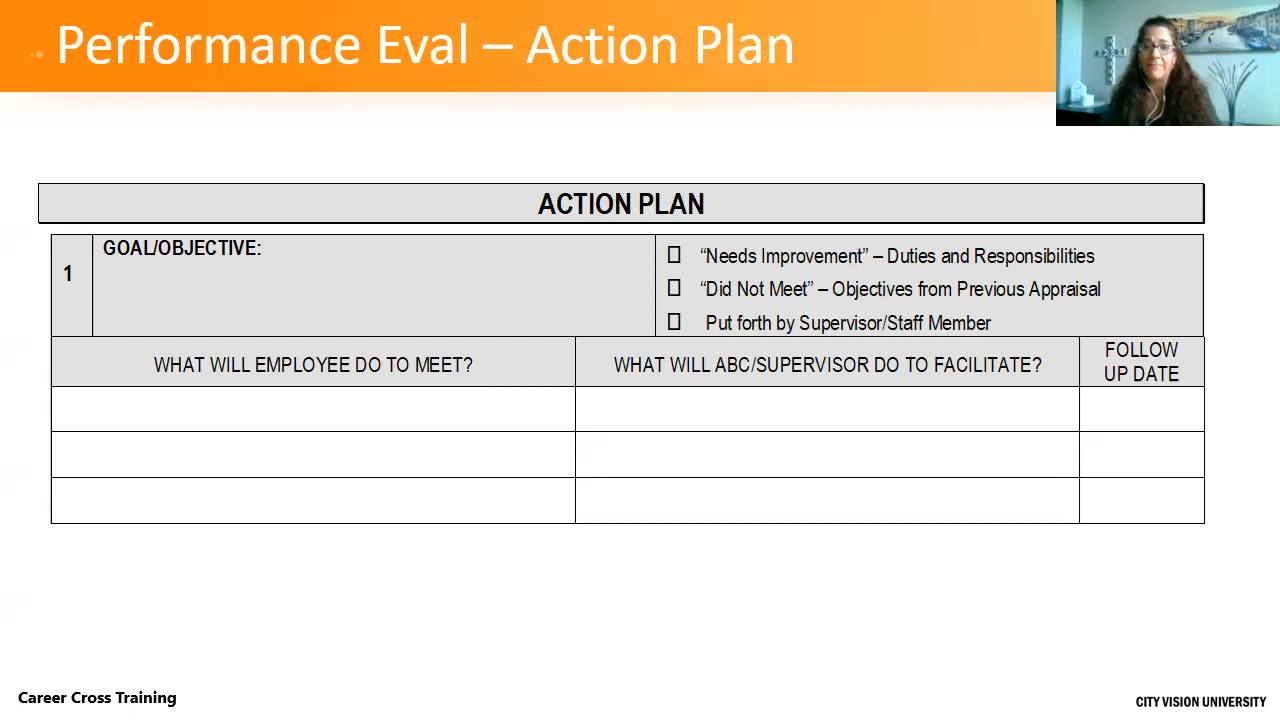 Performance Eval – Action Plan
ACTION PLAN
1
GOAL/OBJECTIVE:
“Needs Improvement” – Duties and Responsibilities
“Did Not Meet” – Objectives from Previous Appraisal
Put forth by Supervisor/Staff Member
WHAT WILL EMPLOYEE DO TO MEET?
WHAT WILL ABC/SUPERVISOR DO TO FACILITATE?
FOLLOW
UP DATE
Career Cross Training
CITY VISION UNIVERSITY